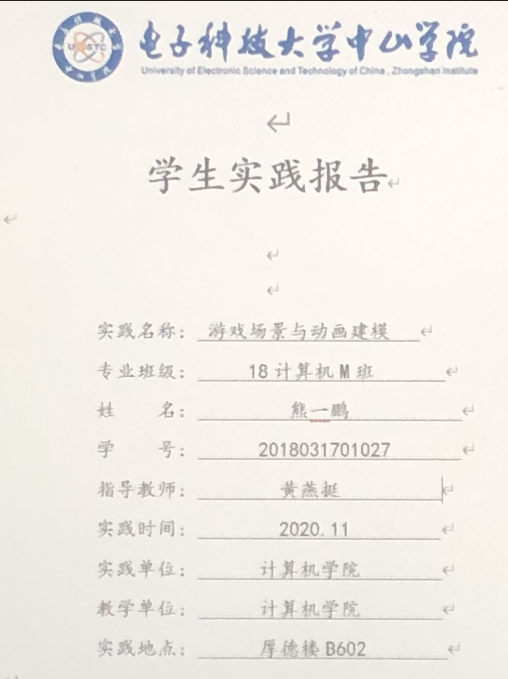 电子科技大学中山学院
University of Electronic Science and Technology of China, Zhongshan Institute
学生实践报告
实践名称： 游戏场景与动画建模
专业班级： 18 计算机 M 班
姓 名： 熊一鹏
学 号： 2018031701027
指导教师： 黄燕挺
实践时间： 2020.11
实践单位： 计算机学院
教学单位： 计算机学院
实践地点： 厚德楼 B602